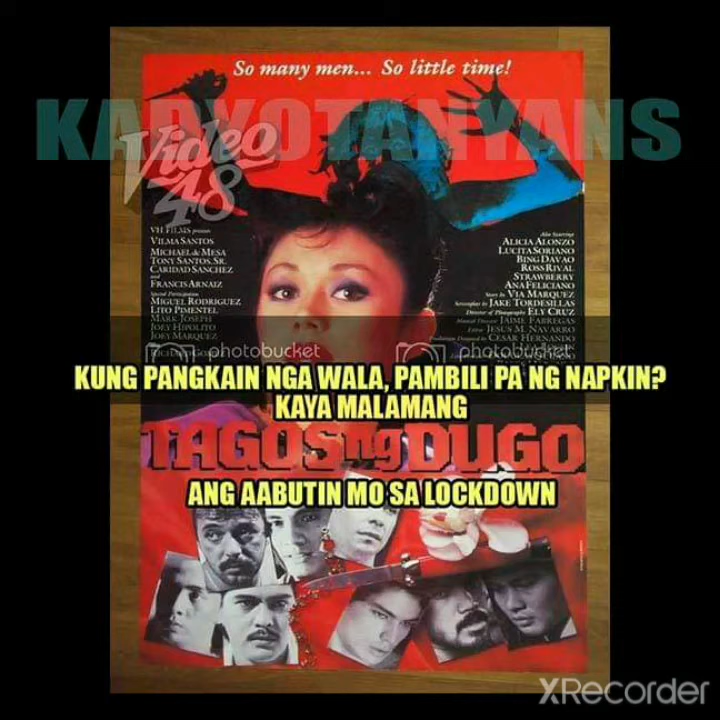 So many men... So little time!
KADYOTANYANS
Video 48
VH FILMS presents
VILMA SANTOS
MICHAEL de MESA
TONY SANTOS, SR.
CARIDAD SANCHEZ
and
FRANCIS ARNAIZ
Special Participation
MIGUEL RODRIGUEZ
LITO PIMENTEL
MARK JOSEPH
JOEY HIPOLITO
JOEY MARQUEZ
Also Starring
ALICIA ALONZO
LUCITA SORIANO
BING DAVAO
ROSS RIVAL
STRAWBERRY
ANA FELICIANO
Story by VIA MARQUEZ
Screenplay by JAKE TORDESILLAS
Director of Photography ELY CRUZ
Musical Director JAIME FABREGAS
Editor JESUS M. NAVARRO
Production Designed by CESAR HERNANDO
photobucket
photobucket
KUNG PANGKAIN NGA WALA, PAMBILI PA NG NAPKIN?
KAYA MALAMANG
TAGOS ng DUGO
ANG AABUTIN MO SA LOCKDOWN
XRecorder